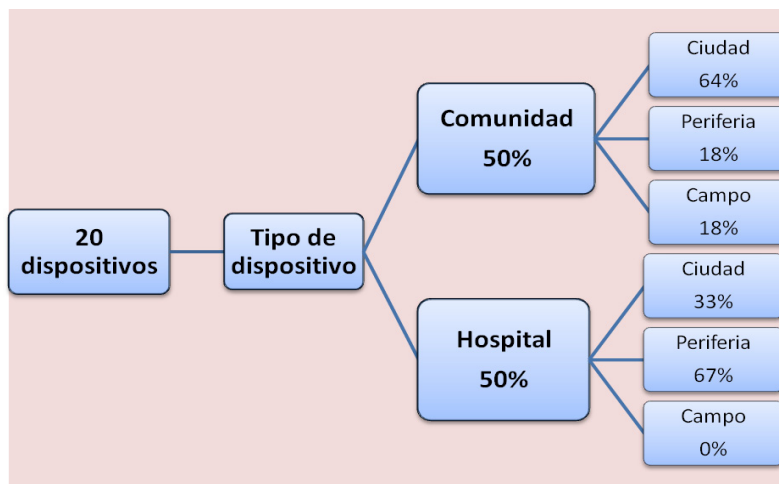 20
dispositivos
Tipo de
dispositivo
Comunidad
50%
Ciudad
64%
Periferia
18%
Campo
18%
Hospital
50%
Ciudad
33%
Periferia
67%
Campo
0%